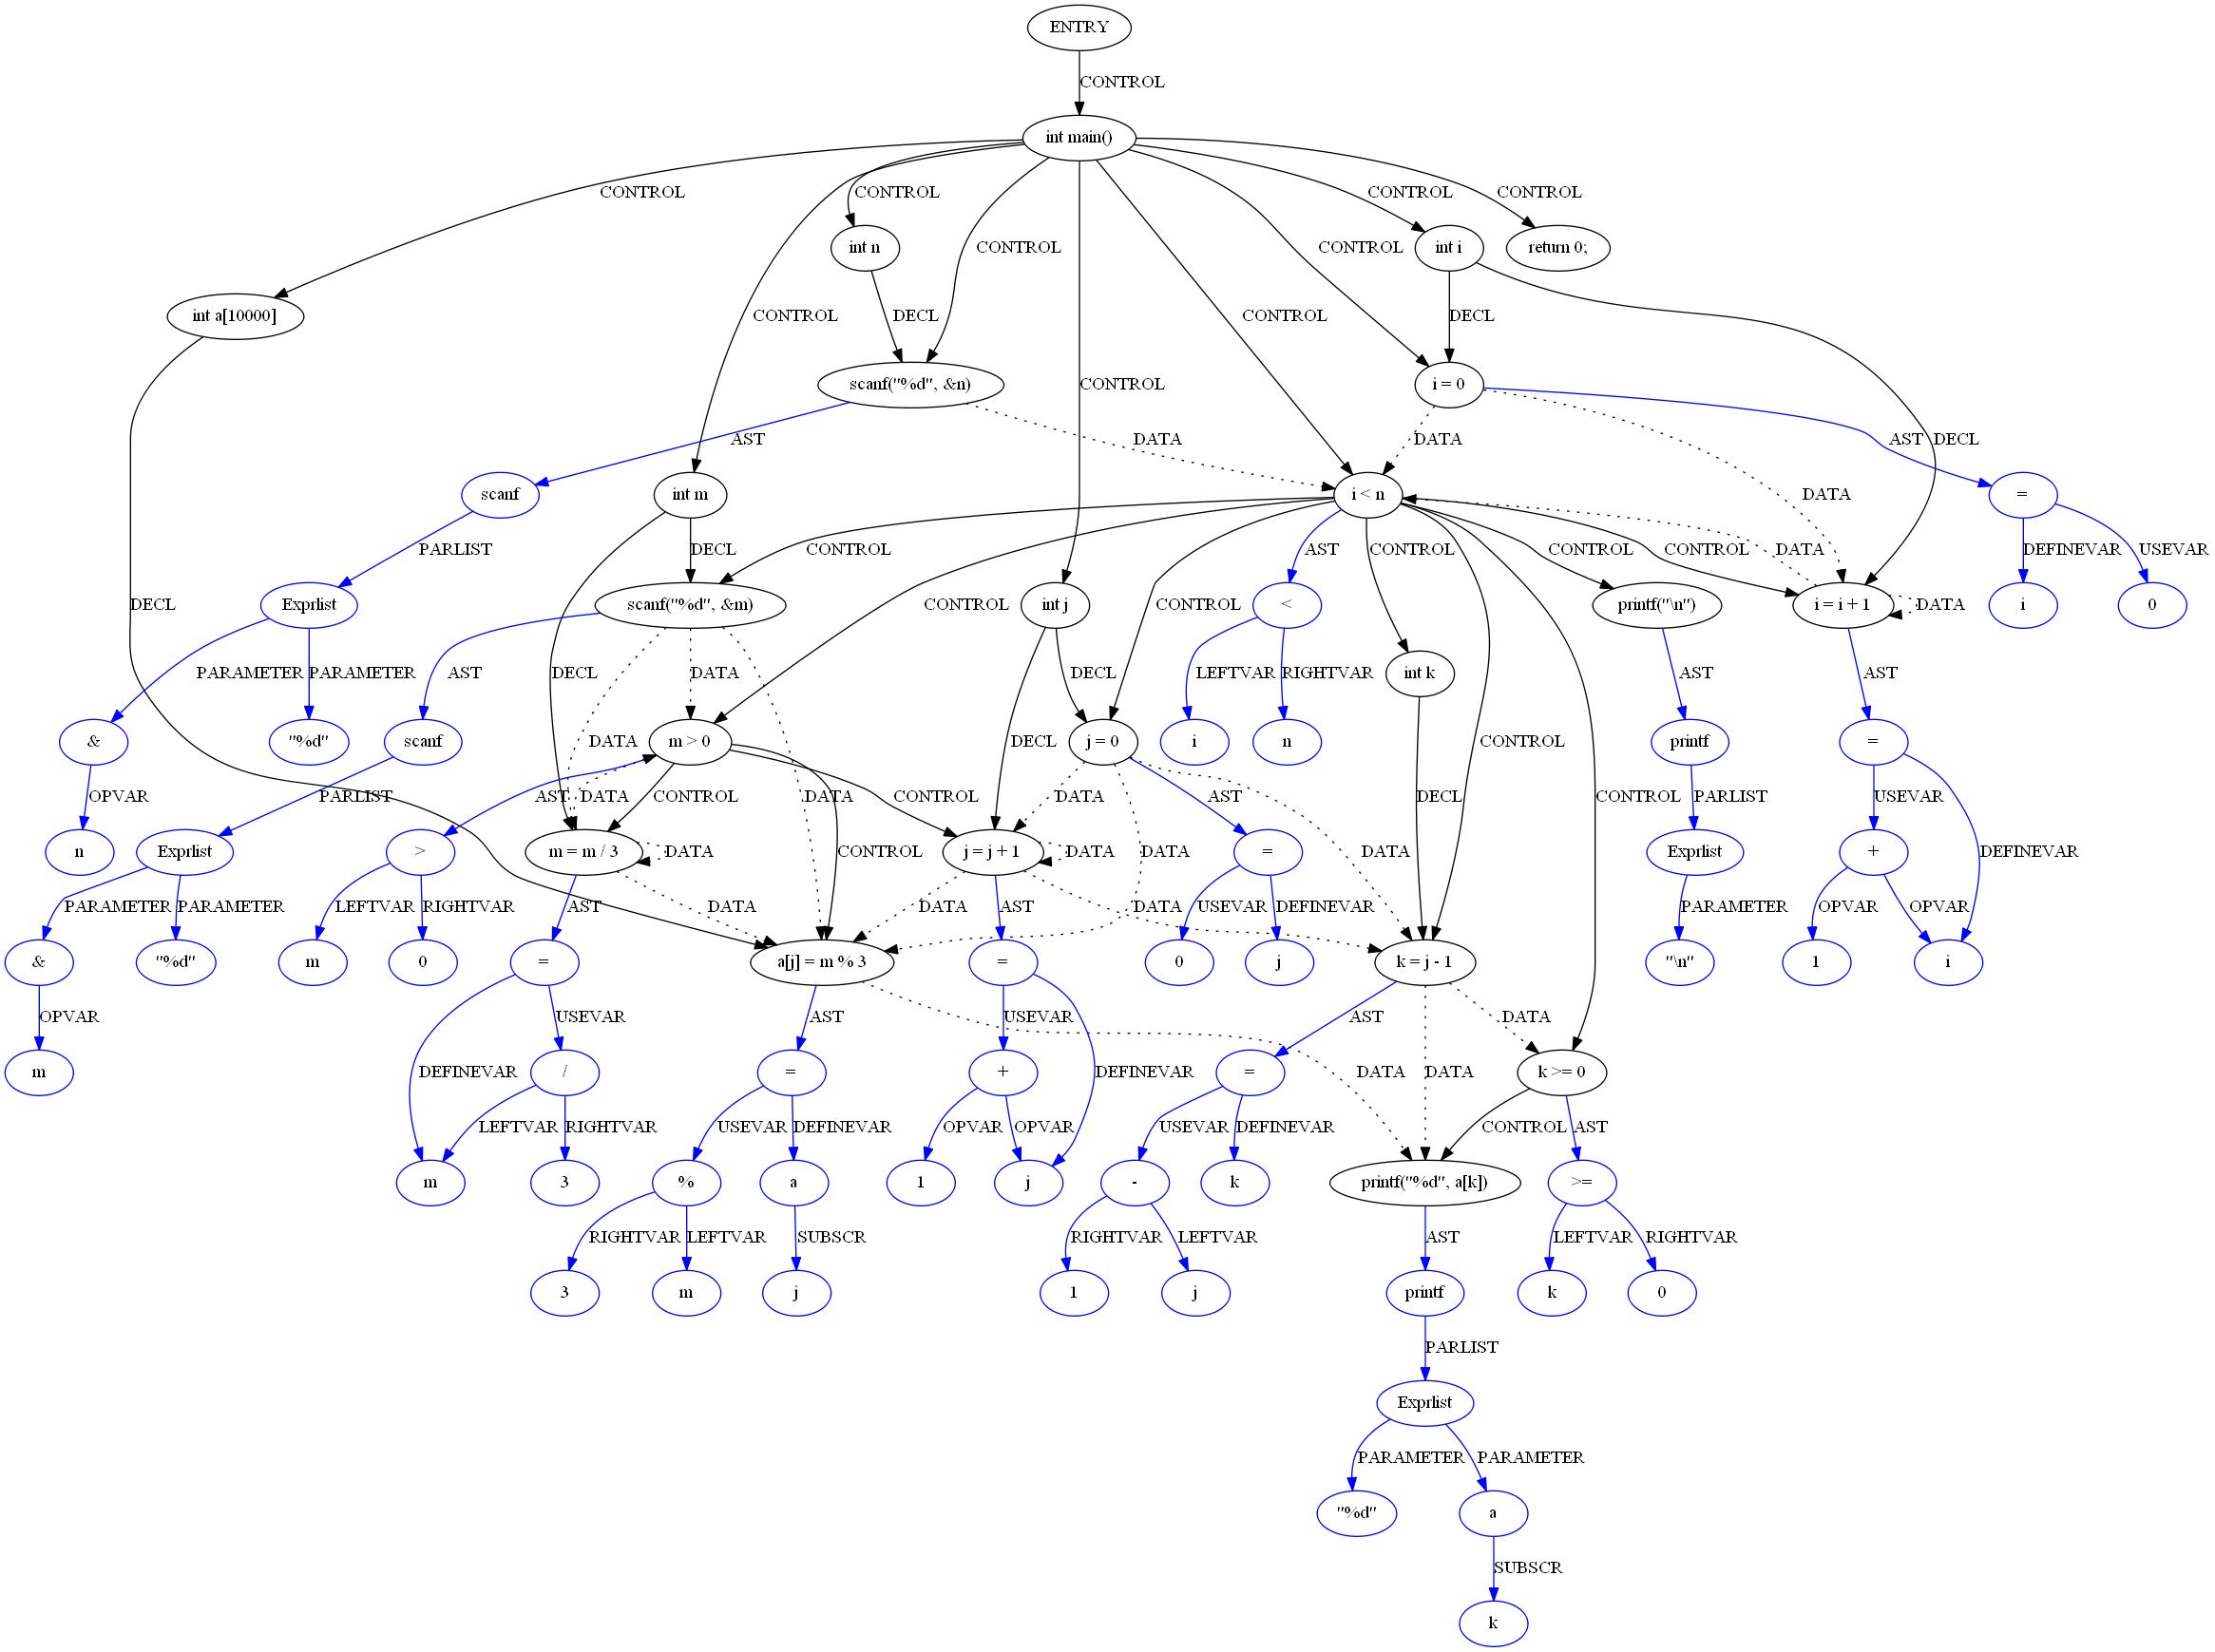 ENTRY
CONTROL
int main()
CONTROL
CONTROL
CONTROL
CONTROL
int n
CONTROL
CONTROL
int i
return 0;
int a[10000]
CONTROL
DECL
CONTROL
DECL
scanf("%d", &n)
CONTROL
i = 0
AST
DATA
DATA
AST
DECL
scanf
int m
i < n
DATA
=
PARLIST
DECL
CONTROL
AST
CONTROL
CONTROL
CONTROL
DATA
DEFINEVAR
USEVAR
DECL
Exprlist
scanf("%d", &m)
CONTROL
int j
CONTROL
<
printf("\n")
i = i + 1
DATA
i
0
PARAMETER
PARAMETER
AST
DECL
DATA
DECL
LEFTVAR
RIGHTVAR
int k
AST
AST
&
"%d"
scanf
DATA
m > 0
DECL
j = 0
i
n
CONTROL
printf
=
OPVAR
PARLIST
AST
DATA
CONTROL
DATA
CONTROL
DATA
AST
DECL
CONTROL
PARLIST
USEVAR
n
Exprlist
>
m = m / 3
DATA
CONTROL
j = j + 1
DATA
DATA
=
DATA
Exprlist
+
DEFINEVAR
PARAMETER
PARAMETER
LEFTVAR
RIGHTVAR
AST
DATA
DATA
AST
DATA
USEVAR
DEFINEVAR
PARAMETER
OPVAR
OPVAR
&
"%d"
m
0
=
a[j] = m % 3
=
0
j
k = j - 1
"\n"
1
i
OPVAR
USEVAR
AST
USEVAR
AST
DATA
m
DEFINEVAR
/
=
+
DEFINEVAR
=
DATA
DATA
k >= 0
LEFTVAR
RIGHTVAR
USEVAR
DEFINEVAR
OPVAR
OPVAR
USEVAR
DEFINEVAR
CONTROL
AST
m
3
%
a
1
j
-
k
printf("%d", a[k])
>=
RIGHTVAR
LEFTVAR
SUBSCR
RIGHTVAR
LEFTVAR
AST
LEFTVAR
RIGHTVAR
3
m
j
1
j
printf
k
0
PARLIST
Exprlist
PARAMETER
PARAMETER
"%d"
a
SUBSCR
k